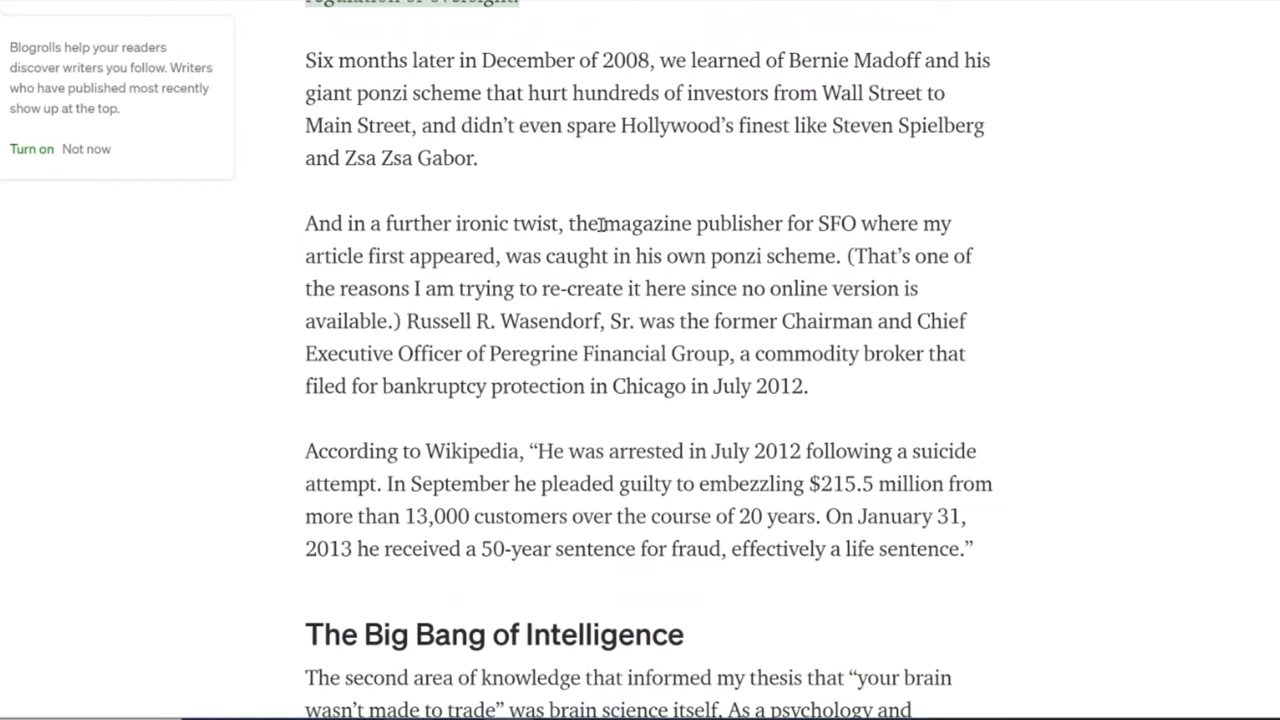 regulation or oversight.
Blogrolls help your readers
discover writers you follow. Writers
who have published most recently
show up at the top.
Turn on Not now
Six months later in December of 2008, we learned of Bernie Madoff and his
giant ponzi scheme that hurt hundreds of investors from Wall Street to
Main Street, and didn’t even spare Hollywood’s finest like Steven Spielberg
and Zsa Zsa Gabor.
And in a further ironic twist, the magazine publisher for SFO where my
article first appeared, was caught in his own ponzi scheme. (That’s one of
the reasons I am trying to re-create it here since no online version is
available.) Russell R. Wasendorf, Sr. was the former Chairman and Chief
Executive Officer of Peregrine Financial Group, a commodity broker that
filed for bankruptcy protection in Chicago in July 2012.
According to Wikipedia, “He was arrested in July 2012 following a suicide
attempt. In September he pleaded guilty to embezzling $215.5 million from
more than 13,000 customers over the course of 20 years. On January 31,
2013 he received a 50-year sentence for fraud, effectively a life sentence.”
The Big Bang of Intelligence
The second area of knowledge that informed my thesis that “your brain
wasn’t made to trade” was brain science itself. As a psychology and